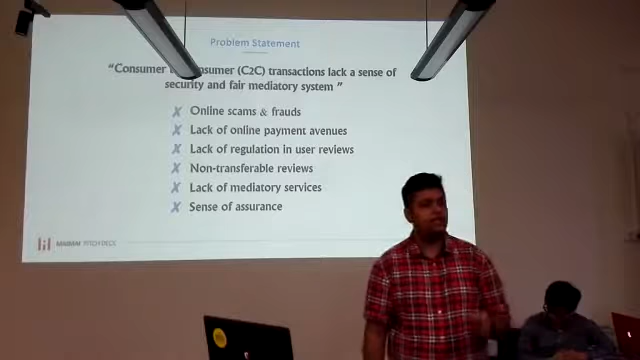 Problem Statement
"Consumer Consumer (C2C) transactions lack a sense of
security and fair mediatory system "
✗ Online scams & frauds
✗ Lack of online payment avenues
✗ Lack of regulation in user reviews
✗ Non-transferable reviews
✗ Lack of mediatory services
✗ Sense of assurance
PITCH DECK